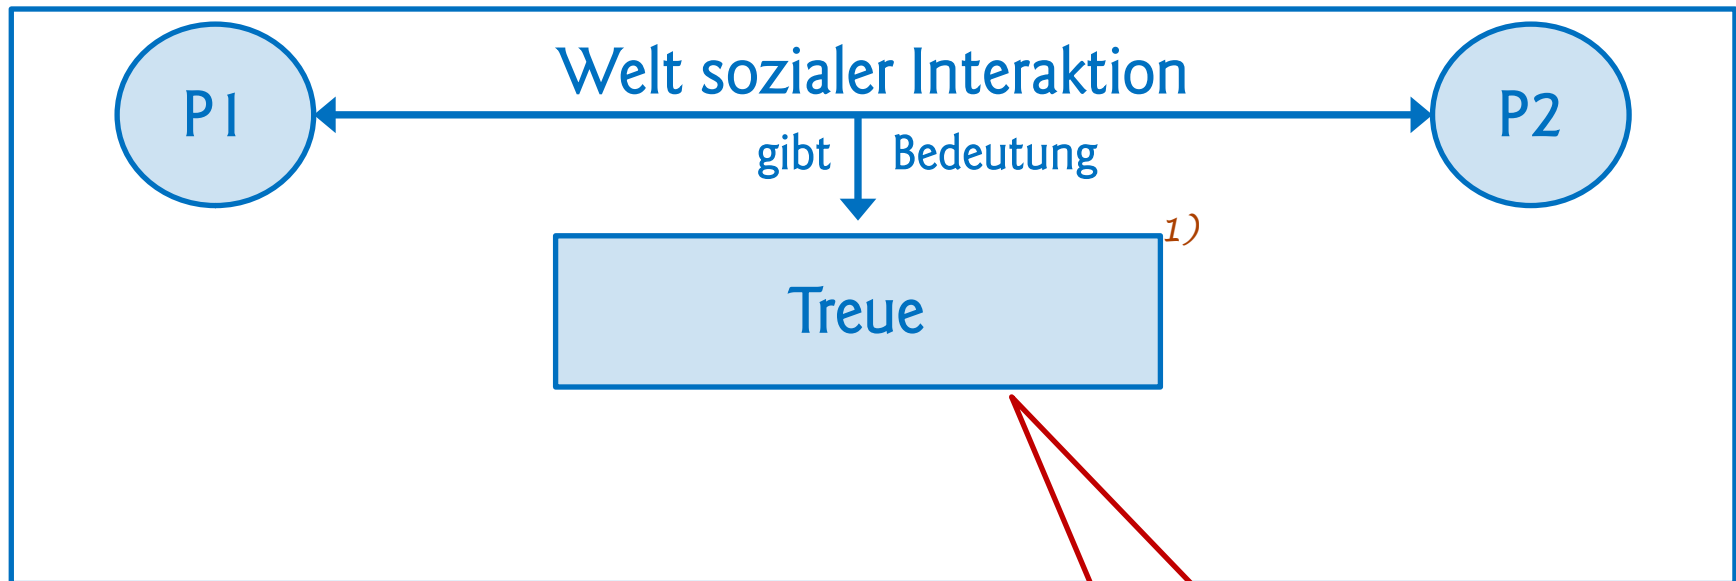 Welt sozialer Interaktion
P1
P2
gibt Bedeutung
1)
Treue